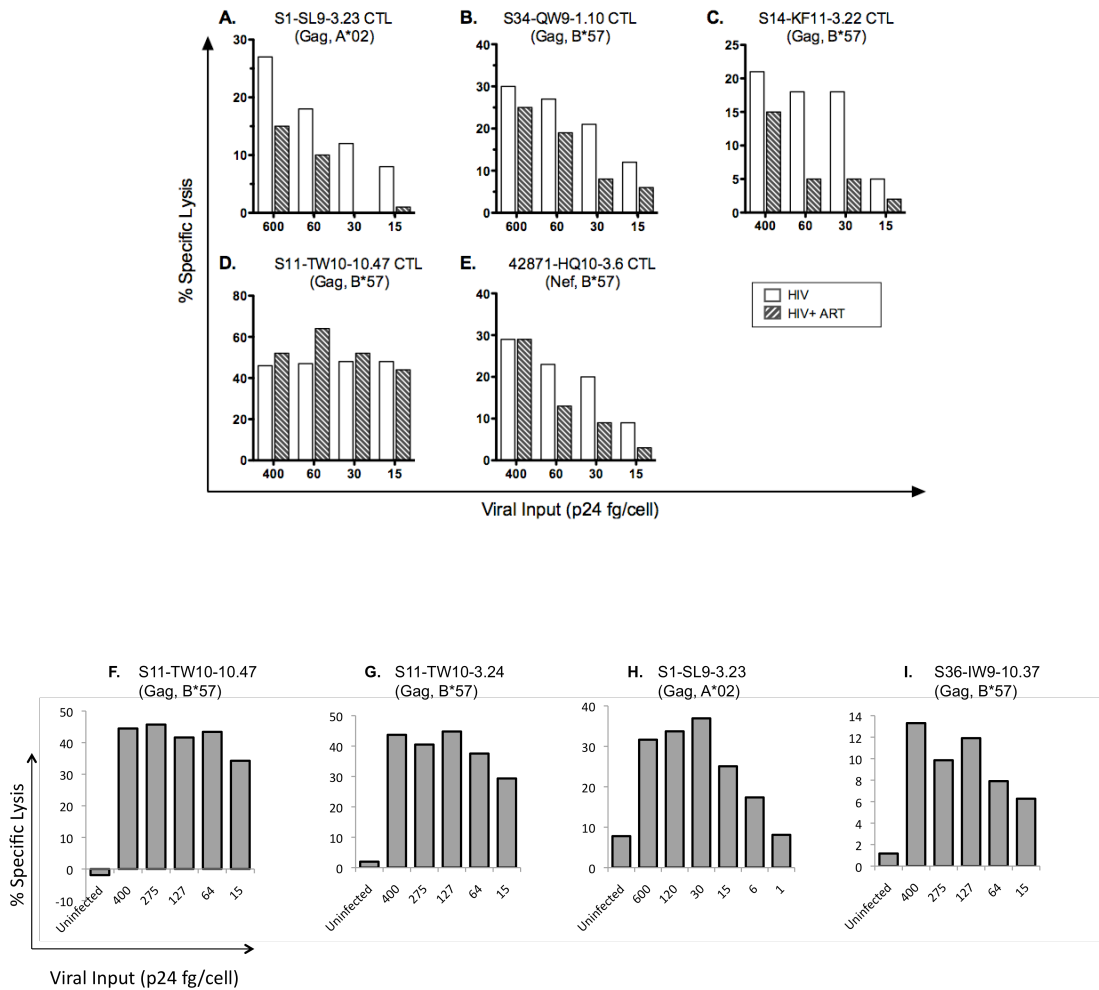 A. S1-SL9-3.23 CTL
(Gag, A*02)
B. S34-QW9-1.10 CTL
(Gag, B*57)
C. S14-KF11-3.22 CTL
(Gag, B*57)
30
20
10
0
600 60 30 15
40
30
20
10
0
600 60 30 15
25
20
15
10
5
0
400 60 30 15
% Specific Lysis
D. S11-TW10-10.47 CTL
(Gag, B*57)
E. 42871-HQ10-3.6 CTL
(Nef, B*57)
80
60
40
20
0
400 60 30 15
40
30
20
10
0
400 60 30 15
HIV
HIV+ ART
Viral Input (p24 fg/cell)
F. S11-TW10-10.47
(Gag, B*57)
G. S11-TW10-3.24
(Gag, B*57)
H. S1-SL9-3.23
(Gag, A*02)
I. S36-IW9-10.37
(Gag, B*57)
50
40
30
20
10
0
-10
Uninfected 400 275 127 64 15
50
40
30
20
10
0
Uninfected 400 275 127 64 15
40
30
20
10
0
Uninfected 600 120 30 15 6 1
14
12
10
8
6
4
2
0
Uninfected 400 275 127 64 15
% Specific Lysis
Viral Input (p24 fg/cell)